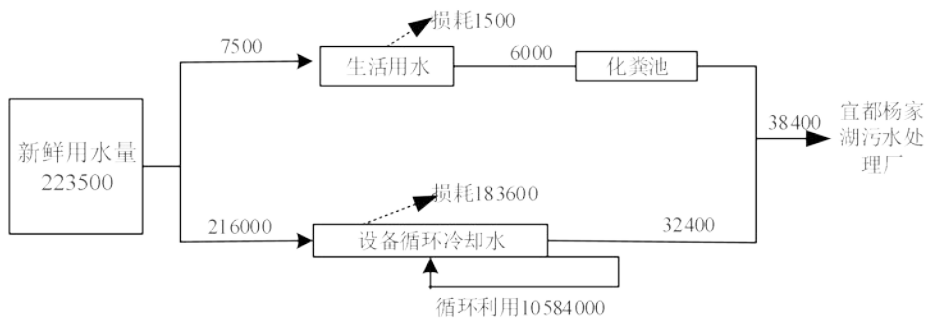 损耗1500
7500
生活用水
6000
化粪池
新鲜用水量
223500
38400
宜都杨家
湖污水处
理厂
损耗183600
216000
设备循环冷却水
32400
循环利用10584000